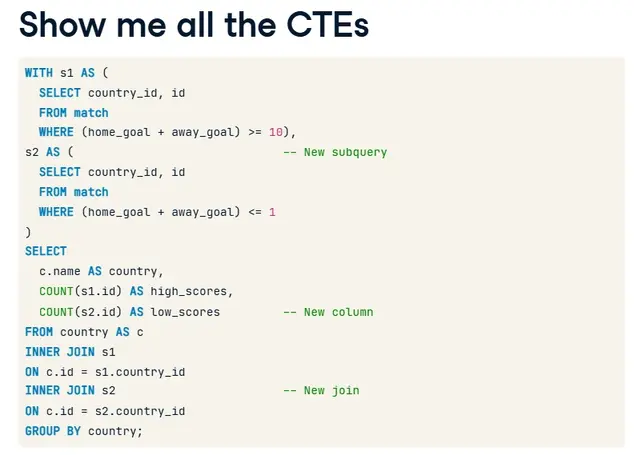 Show me all the CTEs
WITH s1 AS (
  SELECT country_id, id
  FROM match
  WHERE (home_goal + away_goal) >= 10),
s2 AS (                              -- New subquery
  SELECT country_id, id
  FROM match
  WHERE (home_goal + away_goal) <= 1
)
SELECT
  c.name AS country,
  COUNT(s1.id) AS high_scores,
  COUNT(s2.id) AS low_scores         -- New column
FROM country AS c
INNER JOIN s1
ON c.id = s1.country_id
INNER JOIN s2                        -- New join
ON c.id = s2.country_id
GROUP BY country;